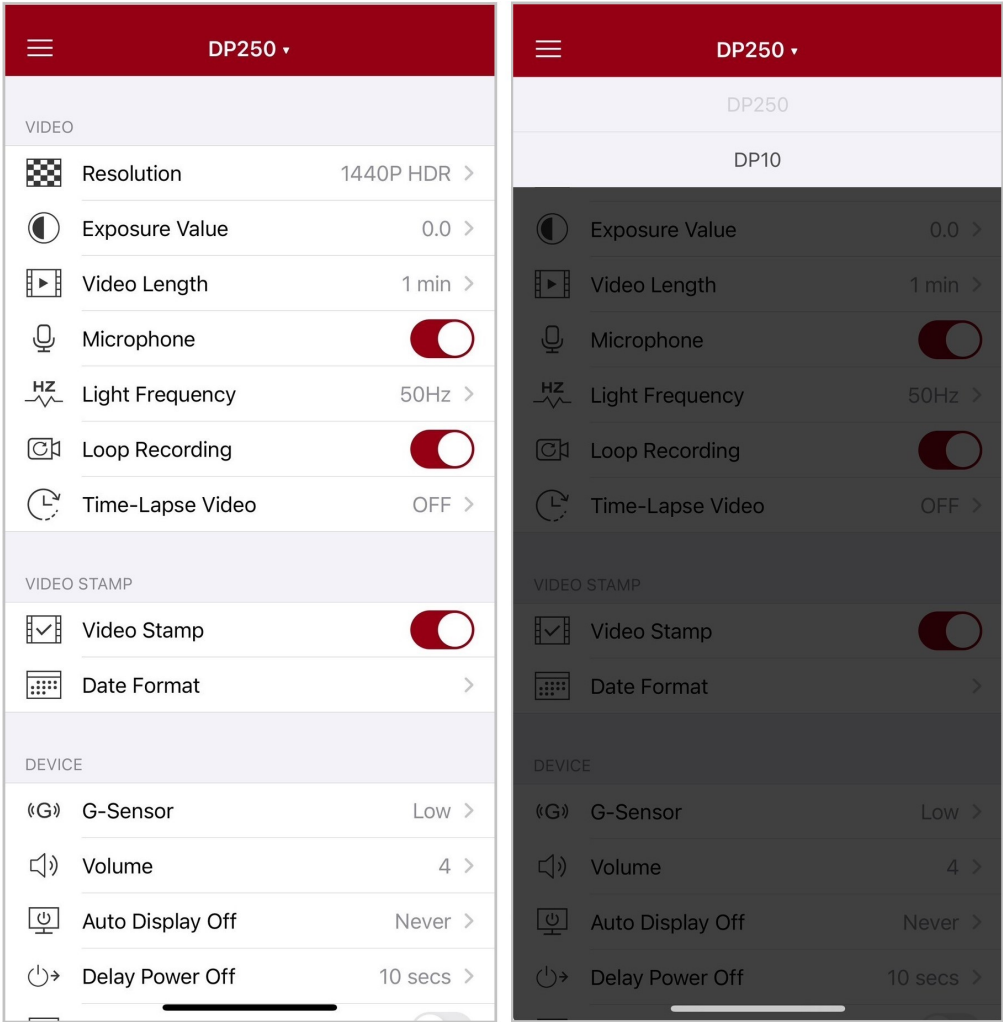 DP250 ▾
VIDEO
Resolution 1440P HDR >
Exposure Value 0.0 >
Video Length 1 min >
Microphone
HZ Light Frequency 50Hz >
Loop Recording
Time-Lapse Video OFF >
VIDEO STAMP
Video Stamp
Date Format >
DEVICE
((G)) G-Sensor Low >
Volume 4 >
Auto Display Off Never >
Delay Power Off 10 secs >
DP250 ▾
DP250
DP10
Exposure Value 0.0 >
Video Length 1 min >
Microphone
HZ Light Frequency 50Hz >
Loop Recording
Time-Lapse Video OFF >
VIDEO STAMP
Video Stamp
Date Format >
DEVICE
((G)) G-Sensor Low >
Volume 4 >
Auto Display Off Never >
Delay Power Off 10 secs >